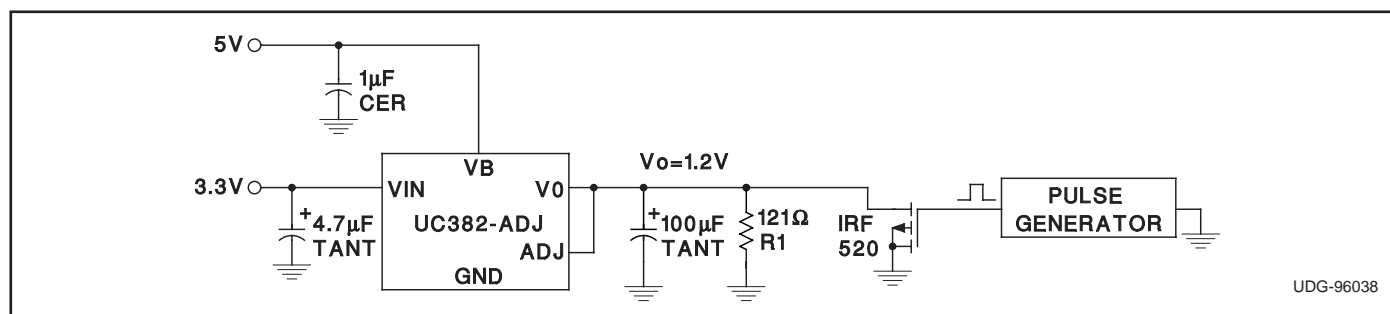 5V
1µF
CER
VB
Vo=1.2V
3.3V
VIN
V0
4.7µF
TANT
UC382-ADJ
ADJ
GND
+
+
100µF
TANT
121Ω
R1
IRF
520
PULSE
GENERATOR
UDG-96038